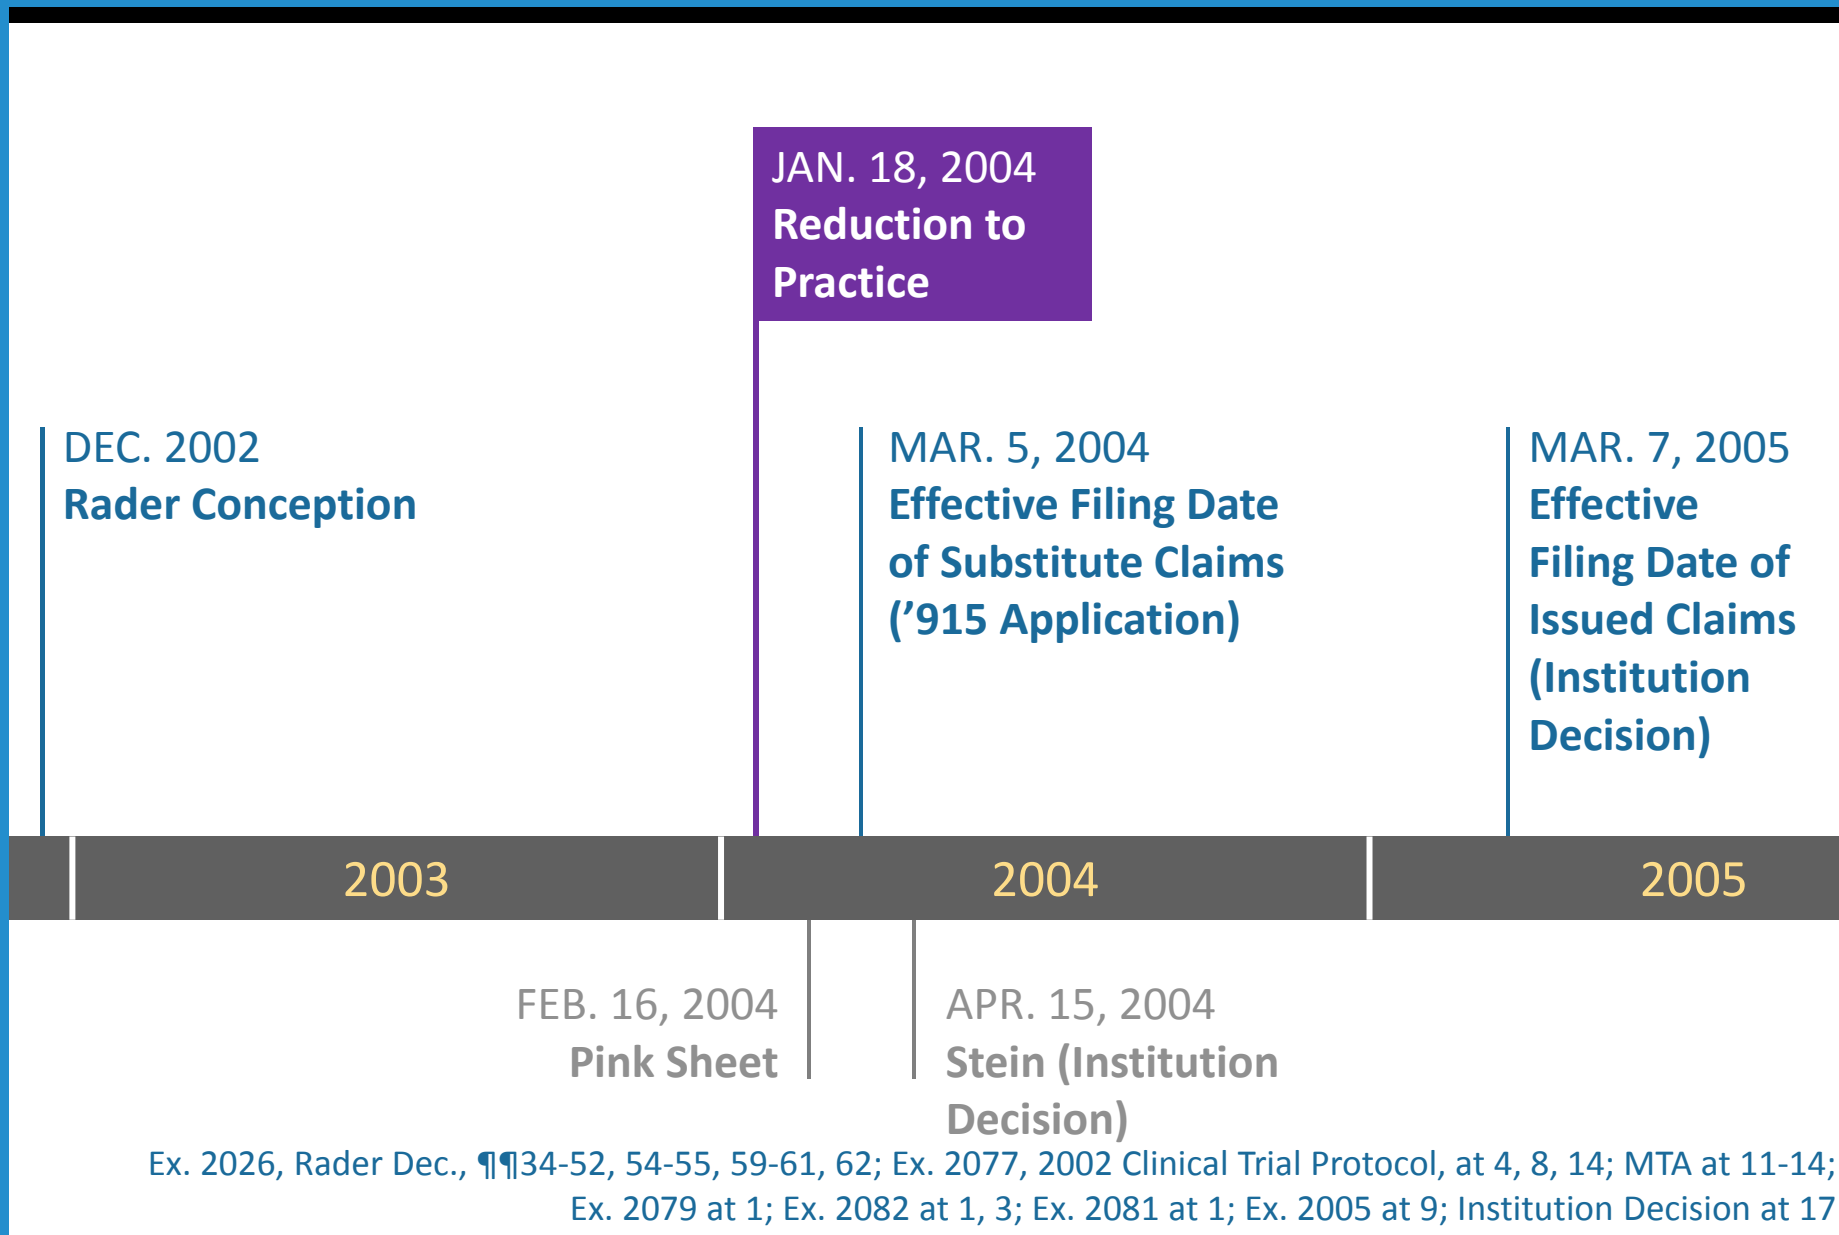 JAN. 18, 2004
Reduction to
Practice
DEC. 2002
Rader Conception
MAR. 5, 2004
Effective Filing Date
of Substitute Claims
(’915 Application)
MAR. 7, 2005
Effective
Filing Date of
Issued Claims
(Institution
Decision)
2003
2004
2005
FEB. 16, 2004
Pink Sheet
APR. 15, 2004
Stein (Institution
Decision)
Ex. 2026, Rader Dec., ¶¶34-52, 54-55, 59-61, 62; Ex. 2077, 2002 Clinical Trial Protocol, at 4, 8, 14; MTA at 11-14;
Ex. 2079 at 1; Ex. 2082 at 1, 3; Ex. 2081 at 1; Ex. 2005 at 9; Institution Decision at 17